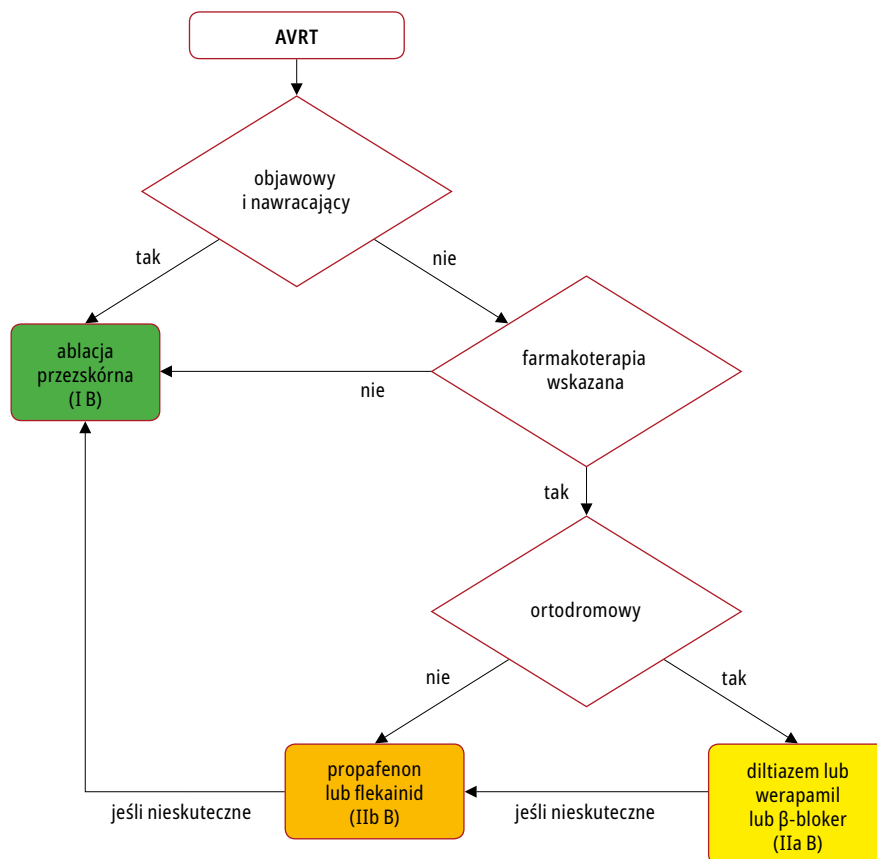 AVRT
objawowy
i nawracający
tak
nie
ablacja
przezskórna
(I B)
nie
farmakoterapia
wskazana
tak
ortodromowy
nie
tak
propafenon
lub flekainid
(IIb B)
diltiazem lub
werapamil
lub β-bloker
(IIa B)
jeśli nieskuteczne
jeśli nieskuteczne